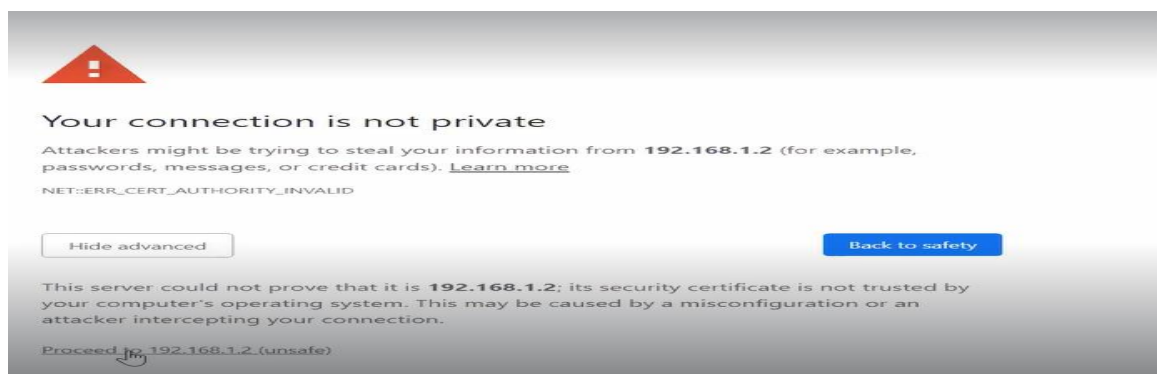 Your connection is not private
Attackers might be trying to steal your information from 192.168.1.2 (for example,
passwords, messages, or credit cards). Learn more
NET::ERR_CERT_AUTHORITY_INVALID
Hide advanced
Back to safety
This server could not prove that it is 192.168.1.2; its security certificate is not trusted by
your computer's operating system. This may be caused by a misconfiguration or an
attacker intercepting your connection.
Proceed to 192.168.1.2 (unsafe)